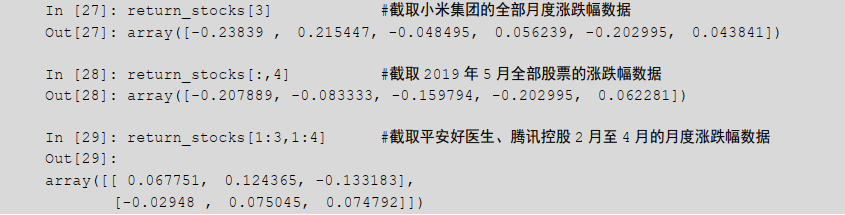 In [27]: return_stocks[3]                #截取小米集团的全部月度涨跌幅数据
Out[27]: array([-0.23839 ,  0.215447, -0.048495,  0.056239, -0.202995,  0.043841])
In [28]: return_stocks[:,4]              #截取 2019 年 5 月全部股票的涨跌幅数据
Out[28]: array([-0.207889, -0.083333, -0.159794, -0.202995,  0.062281])
In [29]: return_stocks[1:3,1:4]          #截取平安好医生、腾讯控股 2 月至 4 月的月度涨跌幅数据
Out[29]:
array([[ 0.067751,  0.124365, -0.133183],
       [-0.02948 ,  0.075045,  0.074792]])